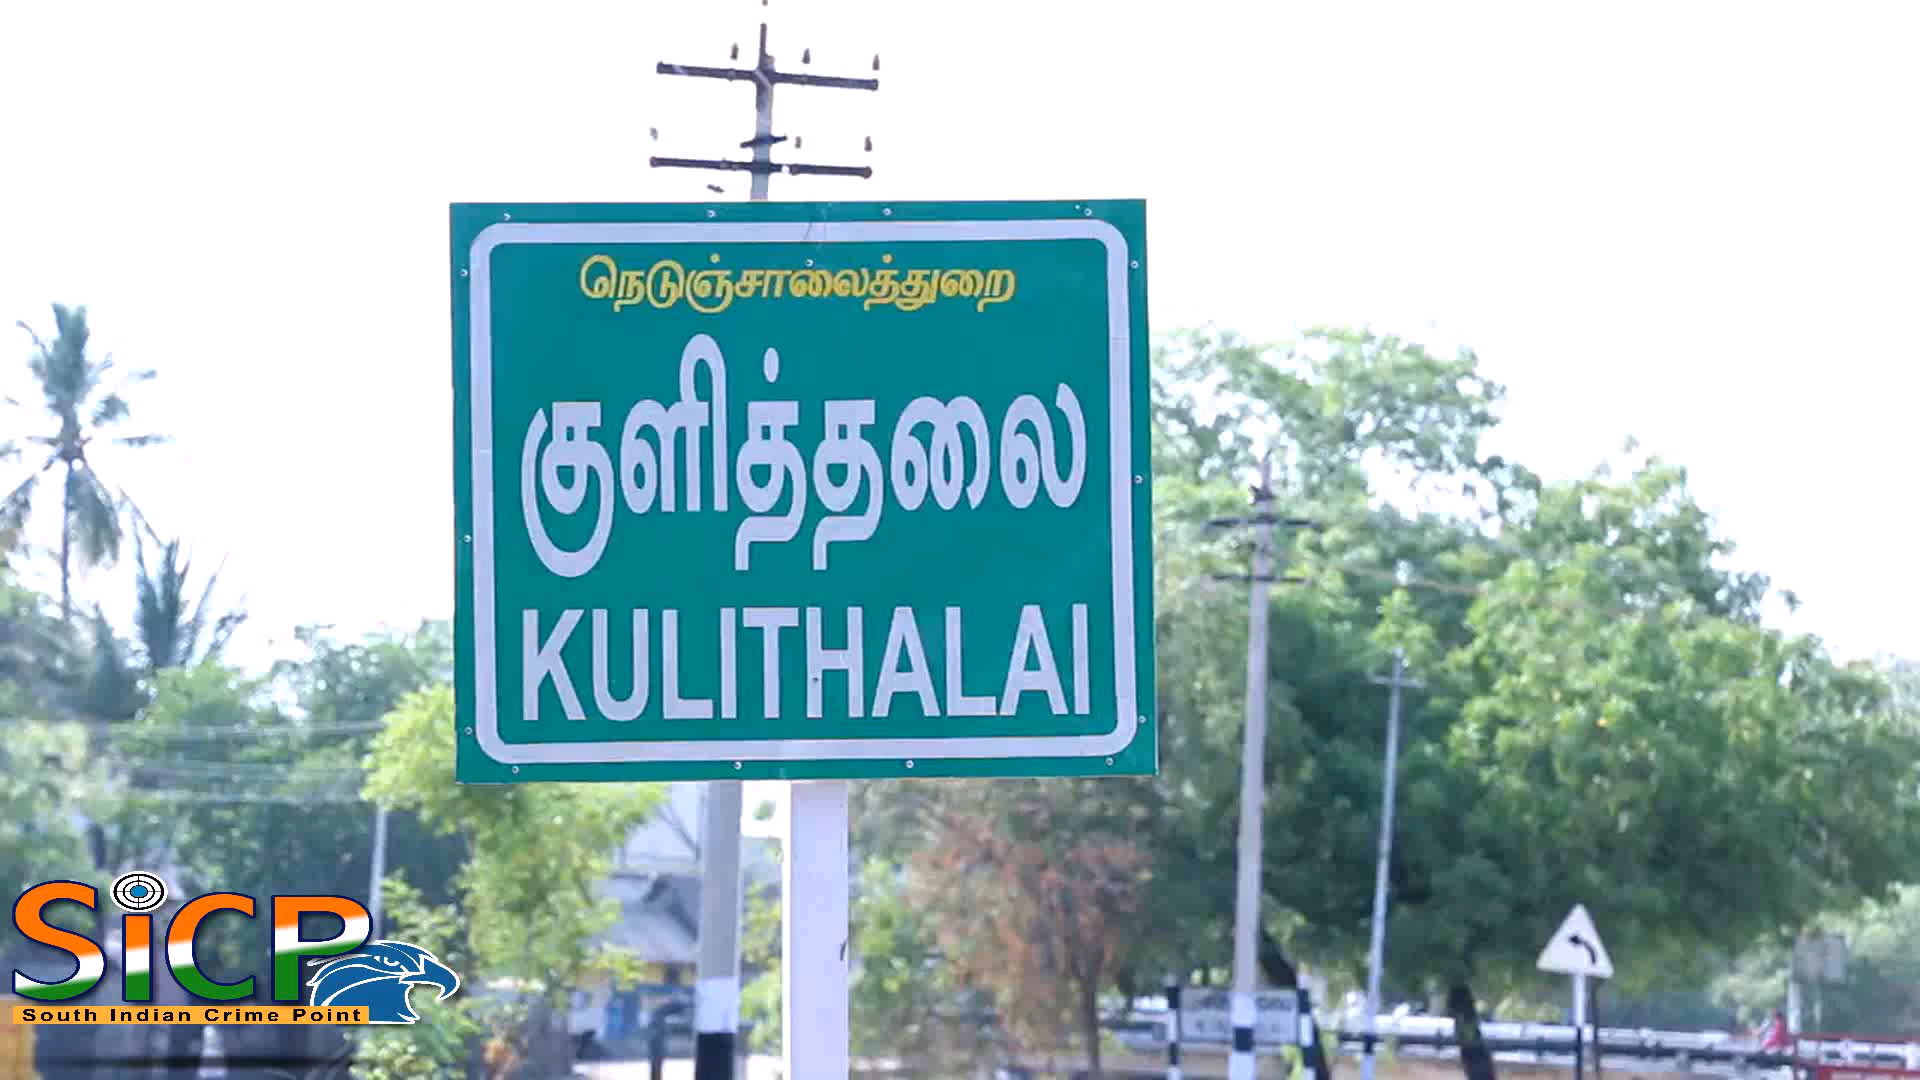 நெடுஞ்சாலைத்துறை
குளித்தலை
KULITHALAI
SiCP
South Indian Crime Point